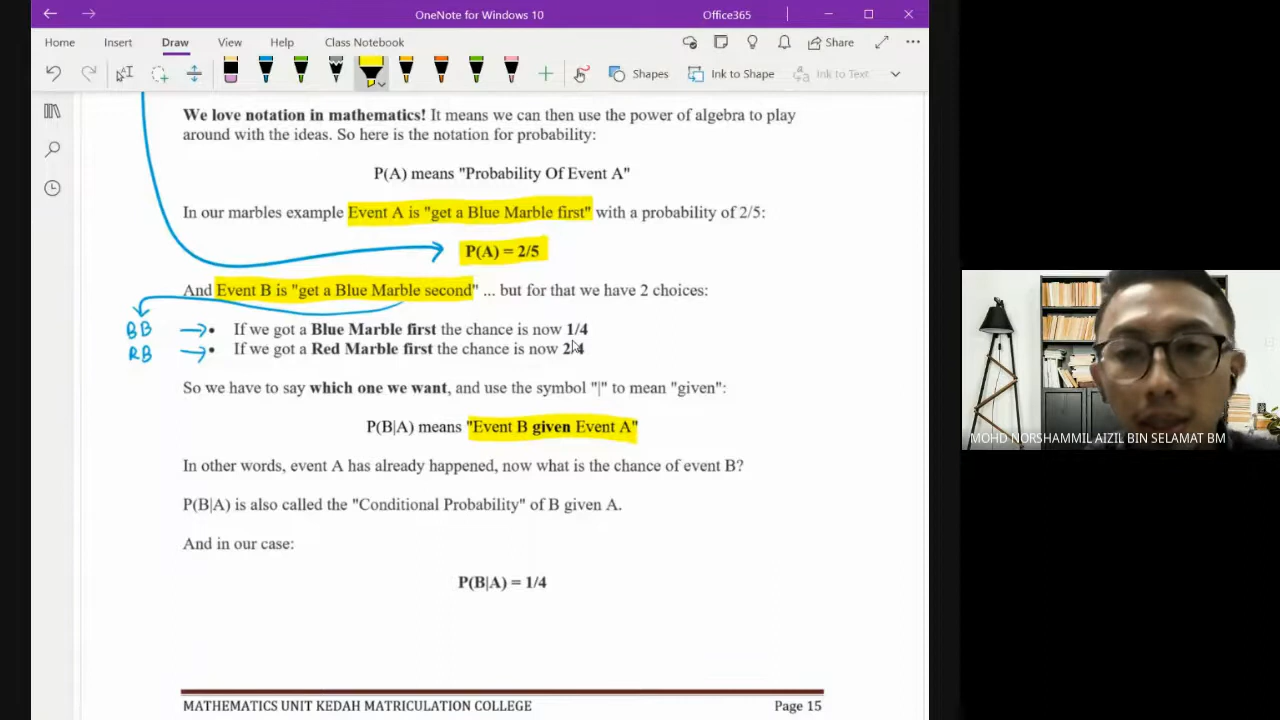 OneNote for Windows 10
Office365
Home Insert Draw View Help Class Notebook
Share
Shapes
Ink to Shape
Ink to Text
We love notation in mathematics! It means we can then use the power of algebra to play
around with the ideas. So here is the notation for probability:
P(A) means "Probability Of Event A"
In our marbles example Event A is "get a Blue Marble first" with a probability of 2/5:
P(A) = 2/5
And Event B is "get a Blue Marble second" ... but for that we have 2 choices:
BB • If we got a Blue Marble first the chance is now 1/4
RB • If we got a Red Marble first the chance is now 2/4
So we have to say which one we want, and use the symbol "|" to mean "given":
P(B|A) means "Event B given Event A"
In other words, event A has already happened, now what is the chance of event B?
P(B|A) is also called the "Conditional Probability" of B given A.
And in our case:
P(B|A) = 1/4
MATHEMATICS UNIT KEDAH MATRICULATION COLLEGE Page 15
MOHD NORSHAMMIL AIZIL BIN SELAMAT BM